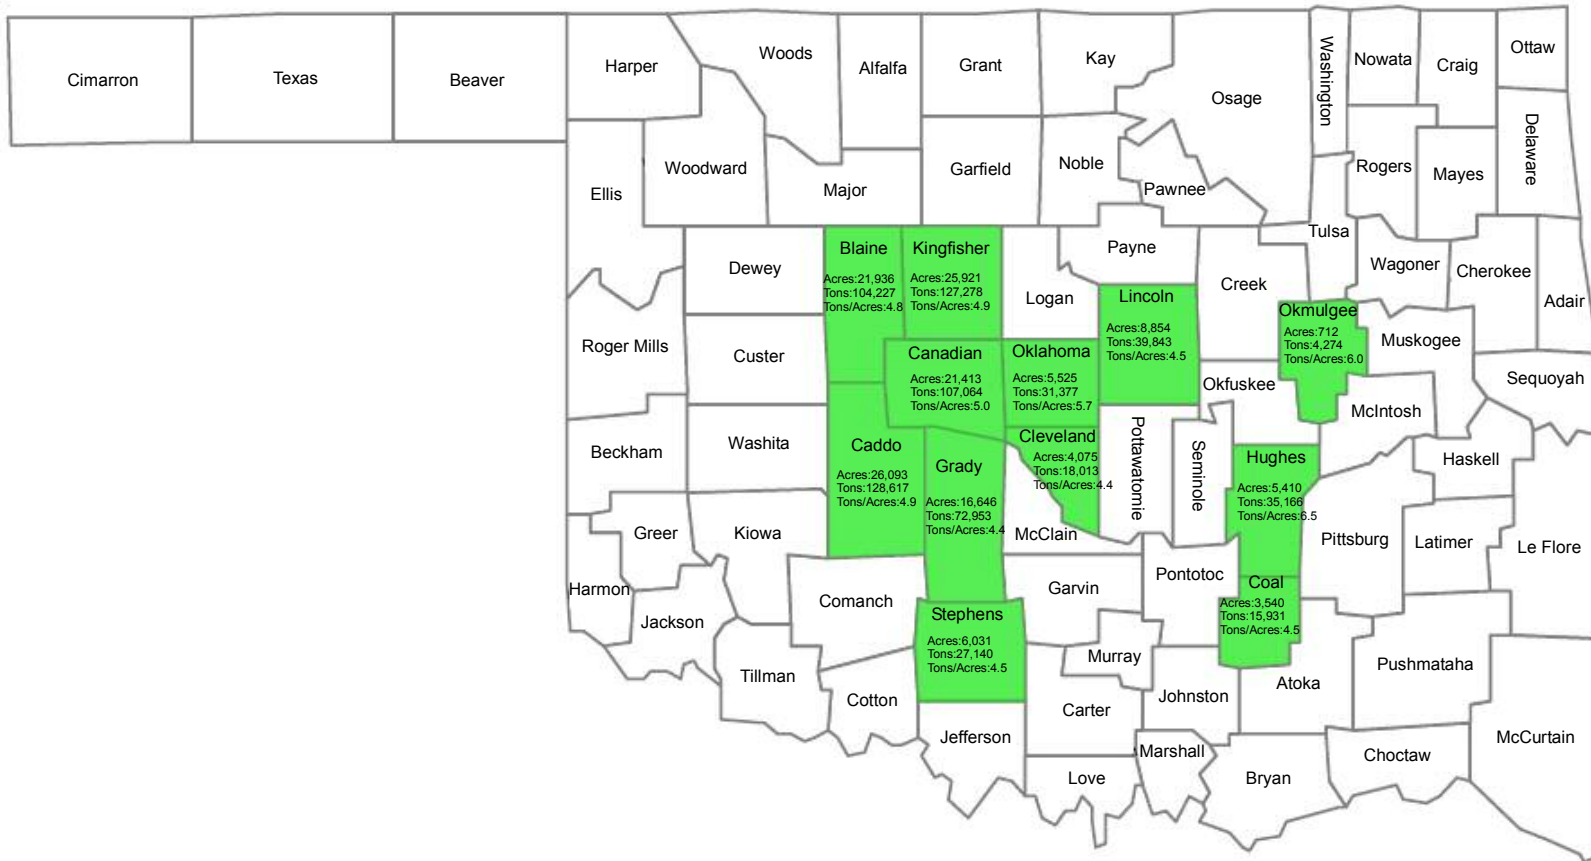 Cimarron
Texas
Beaver
Harper
Woods
Alfalfa
Grant
Kay
Osage
Washington
Nowata
Craig
Ottaw
Delaware
Ellis
Woodward
Major
Garfield
Noble
Pawnee
Rogers
Mayes
Tulsa
Dewey
Blaine
Acres:21,936
Tons:104,227
Tons/Acres:4.8
Kingfisher
Acres:25,921
Tons:127,278
Tons/Acres:4.9
Logan
Payne
Lincoln
Acres:8,854
Tons:39,843
Tons/Acres:4.5
Creek
Okmulgee
Acres:712
Tons:4,274
Tons/Acres:6.0
Wagoner
Cherokee
Adair
Muskogee
Sequoyah
Roger Mills
Custer
Canadian
Acres:21,413
Tons:107,064
Tons/Acres:5.0
Oklahoma
Acres:5,525
Tons:31,377
Tons/Acres:5.7
Okfuskee
McIntosh
Beckham
Washita
Caddo
Acres:26,093
Tons:128,617
Tons/Acres:4.9
Grady
Acres:16,646
Tons:72,953
Tons/Acres:4.4
Cleveland
Acres:4,075
Tons:18,013
Tons/Acres:4.4
Pottawatomie
Seminole
Hughes
Acres:5,410
Tons:35,166
Tons/Acres:6.5
Haskell
Greer
Kiowa
McClain
Pittsburg
Latimer
Le Flore
Harmon
Jackson
Comanch
Garvin
Pontotoc
Coal
Acres:3,540
Tons:15,931
Tons/Acres:4.5
Stephens
Acres:6,031
Tons:27,140
Tons/Acres:4.5
Tillman
Cotton
Murray
Johnston
Atoka
Pushmataha
Jefferson
Carter
Marshall
Love
Bryan
Choctaw
McCurtain